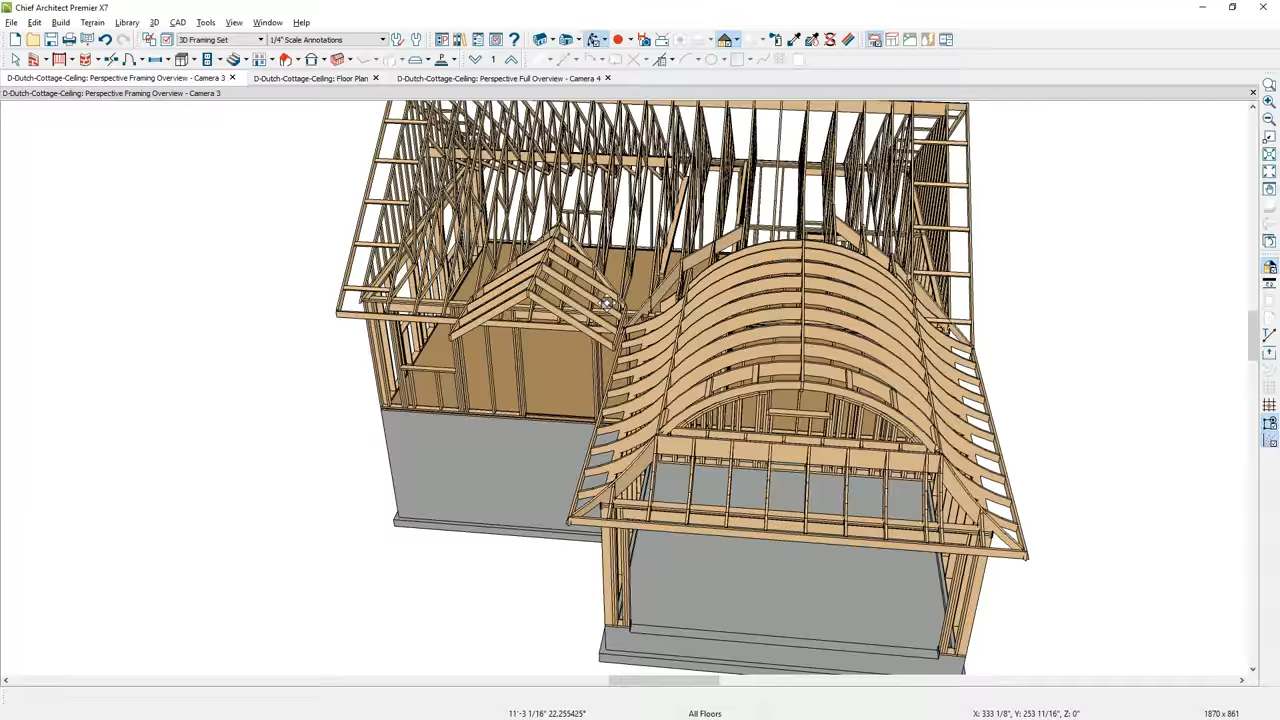 Chief Architect Premier X7
File Edit Build Terrain Library 3D CAD Tools View Window Help
3D Framing Set 1/4" Scale Annotations
1
D-Dutch-Cottage-Ceiling: Perspective Framing Overview - Camera 3 D-Dutch-Cottage-Ceiling: Floor Plan D-Dutch-Cottage-Ceiling: Perspective Full Overview - Camera 4
D-Dutch-Cottage-Ceiling: Perspective Framing Overview - Camera 3
11'-3 1/16" 22.255425° All Floors X: 333 1/8", Y: 253 11/16", Z: 0" 1870 x 861